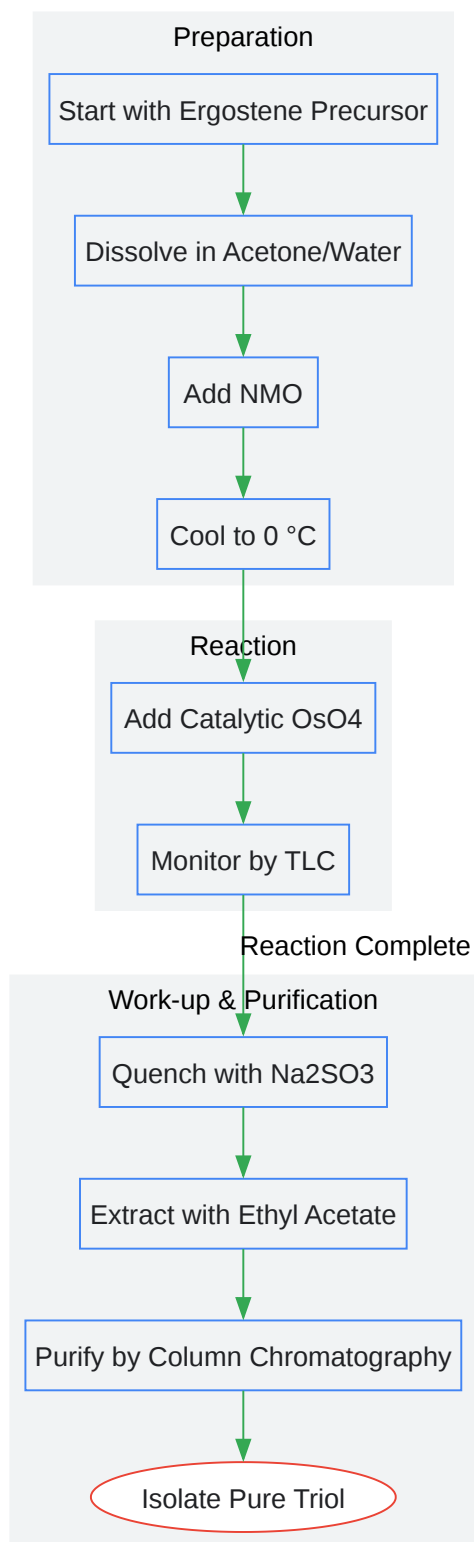 Preparation
Start with Ergostene Precursor
Dissolve in Acetone/Water
Add NMO
Cool to 0 °C
Reaction
Add Catalytic OsO4
Monitor by TLC
Reaction Complete
Work-up & Purification
Quench with Na2SO3
Extract with Ethyl Acetate
Purify by Column Chromatography
Isolate Pure Triol